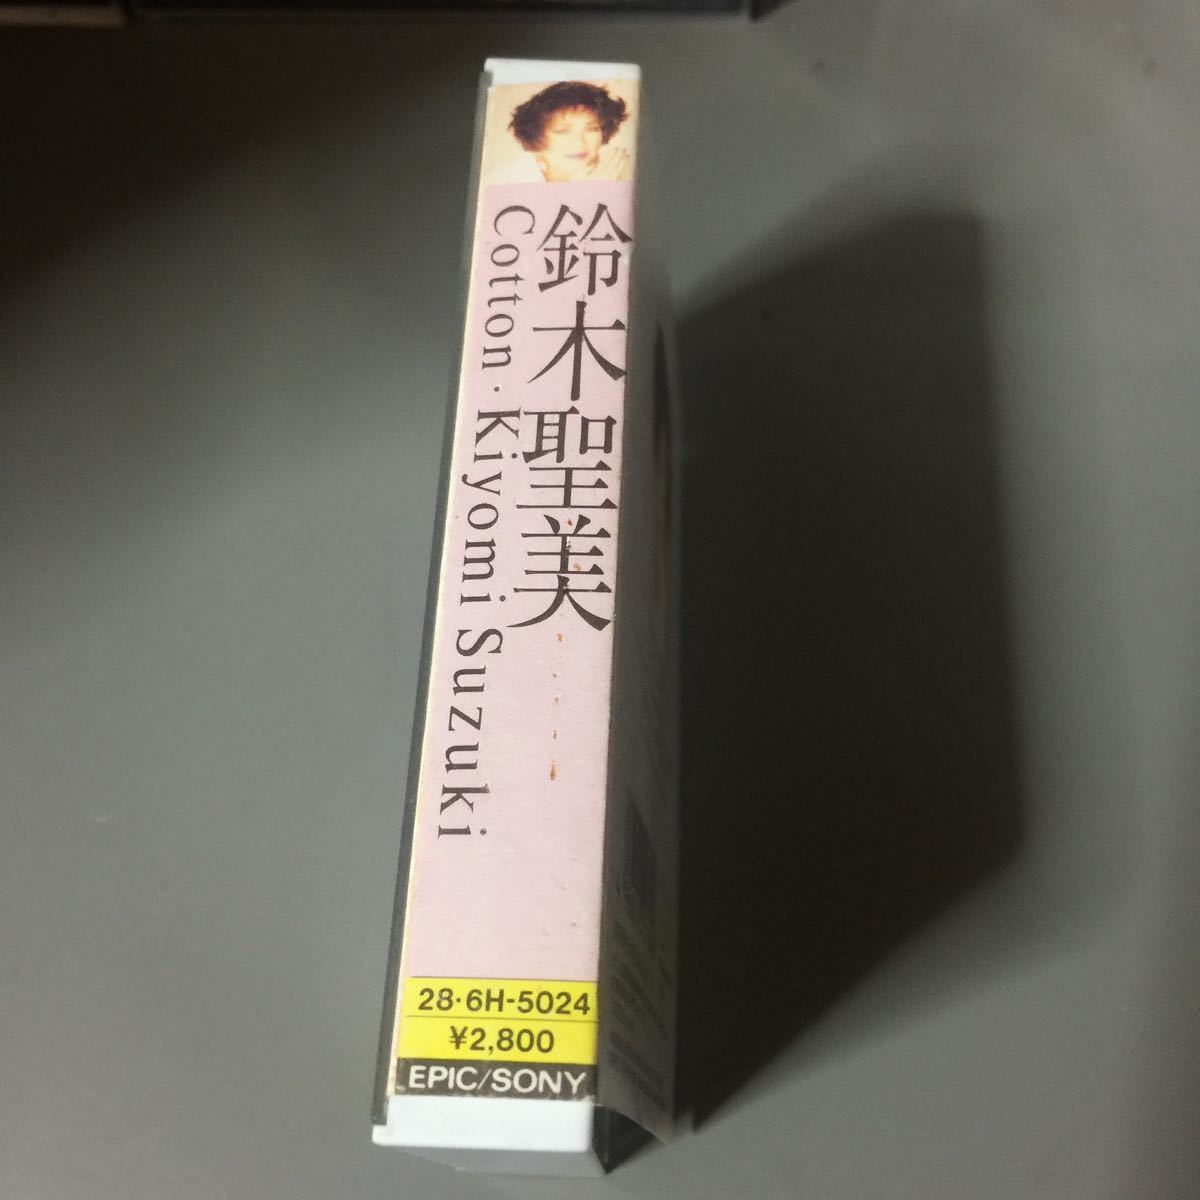 鈴木聖美
Cotton・Kiyomi Suzuki
28・6H-5024
¥2,800
EPIC/SONY